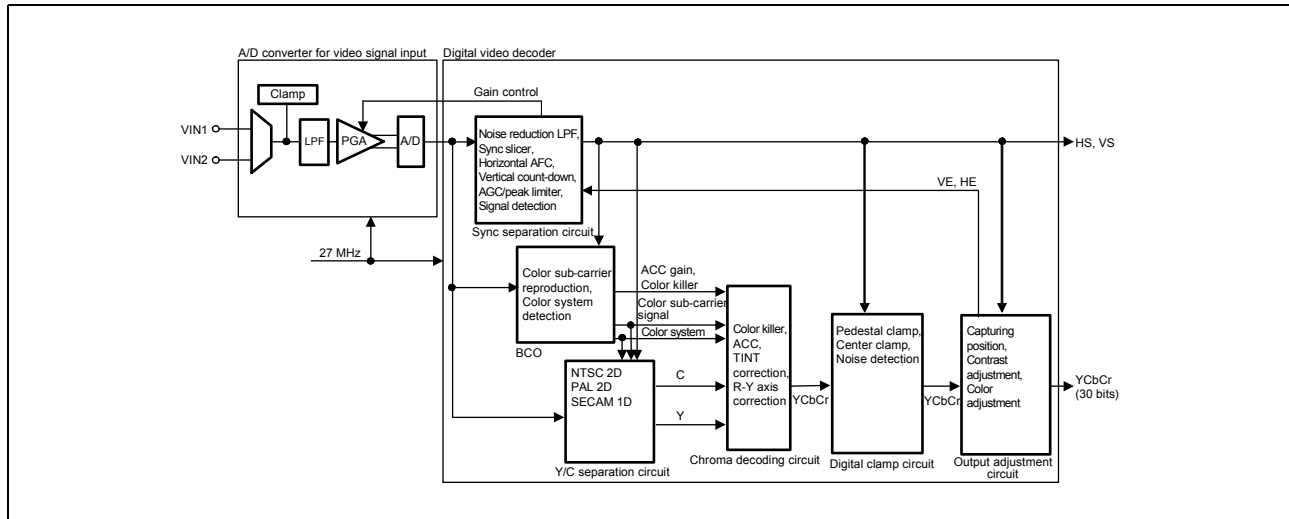 A/D converter for video signal input
Digital video decoder
Clamp
Gain control
VIN1
VIN2
LPF
PGA
A/D
Noise reduction LPF,
Sync slicer,
Horizontal AFC,
Vertical count-down,
AGC/peak limiter,
Signal detection
Sync separation circuit
HS, VS
VE, HE
27 MHz
Color sub-carrier
reproduction,
Color system
detection
BCO
ACC gain,
Color killer
Color sub-carrier
signal
Color system
NTSC 2D
PAL 2D
SECAM 1D
Y/C separation circuit
C
Y
Color killer,
ACC,
TINT
correction,
R-Y axis
correction
Chroma decoding circuit
YCbCr
Pedestal clamp,
Center clamp,
Noise detection
Digital clamp circuit
YCbCr
Capturing
position,
Contrast
adjustment,
Color
adjustment
Output adjustment
circuit
YCbCr
(30 bits)